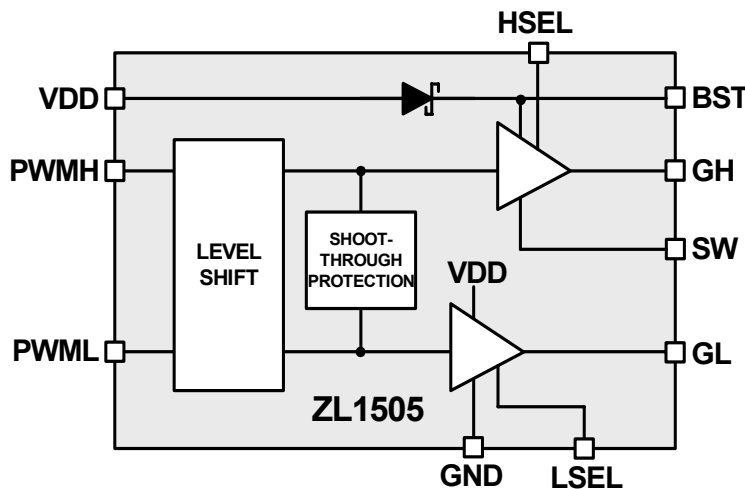 HSEL
VDD
BST
PWMH
GH
LEVEL
SHIFT
SHOOT-
THROUGH
PROTECTION
SW
VDD
PWML
GL
ZL1505
GND
LSEL